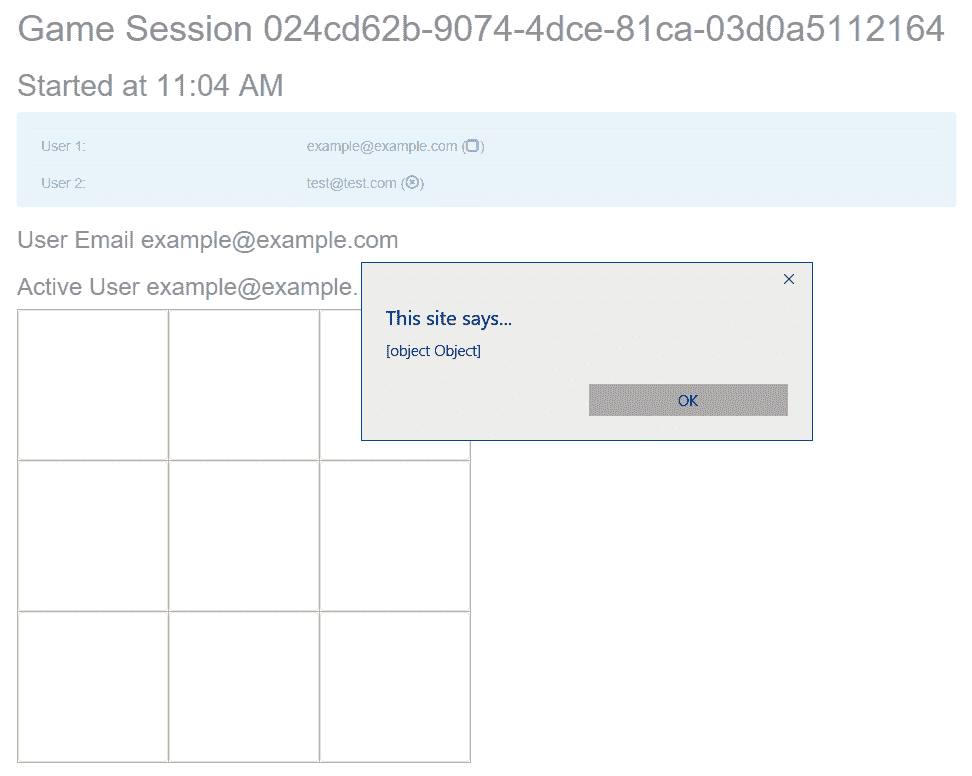 Game Session 024cd62b-9074-4dce-81ca-03d0a5112164
Started at 11:04 AM
User 1: example@example.com ()
User 2: test@test.com ()
User Email example@example.com
Active User example@example.
This site says...
[object Object]
OK